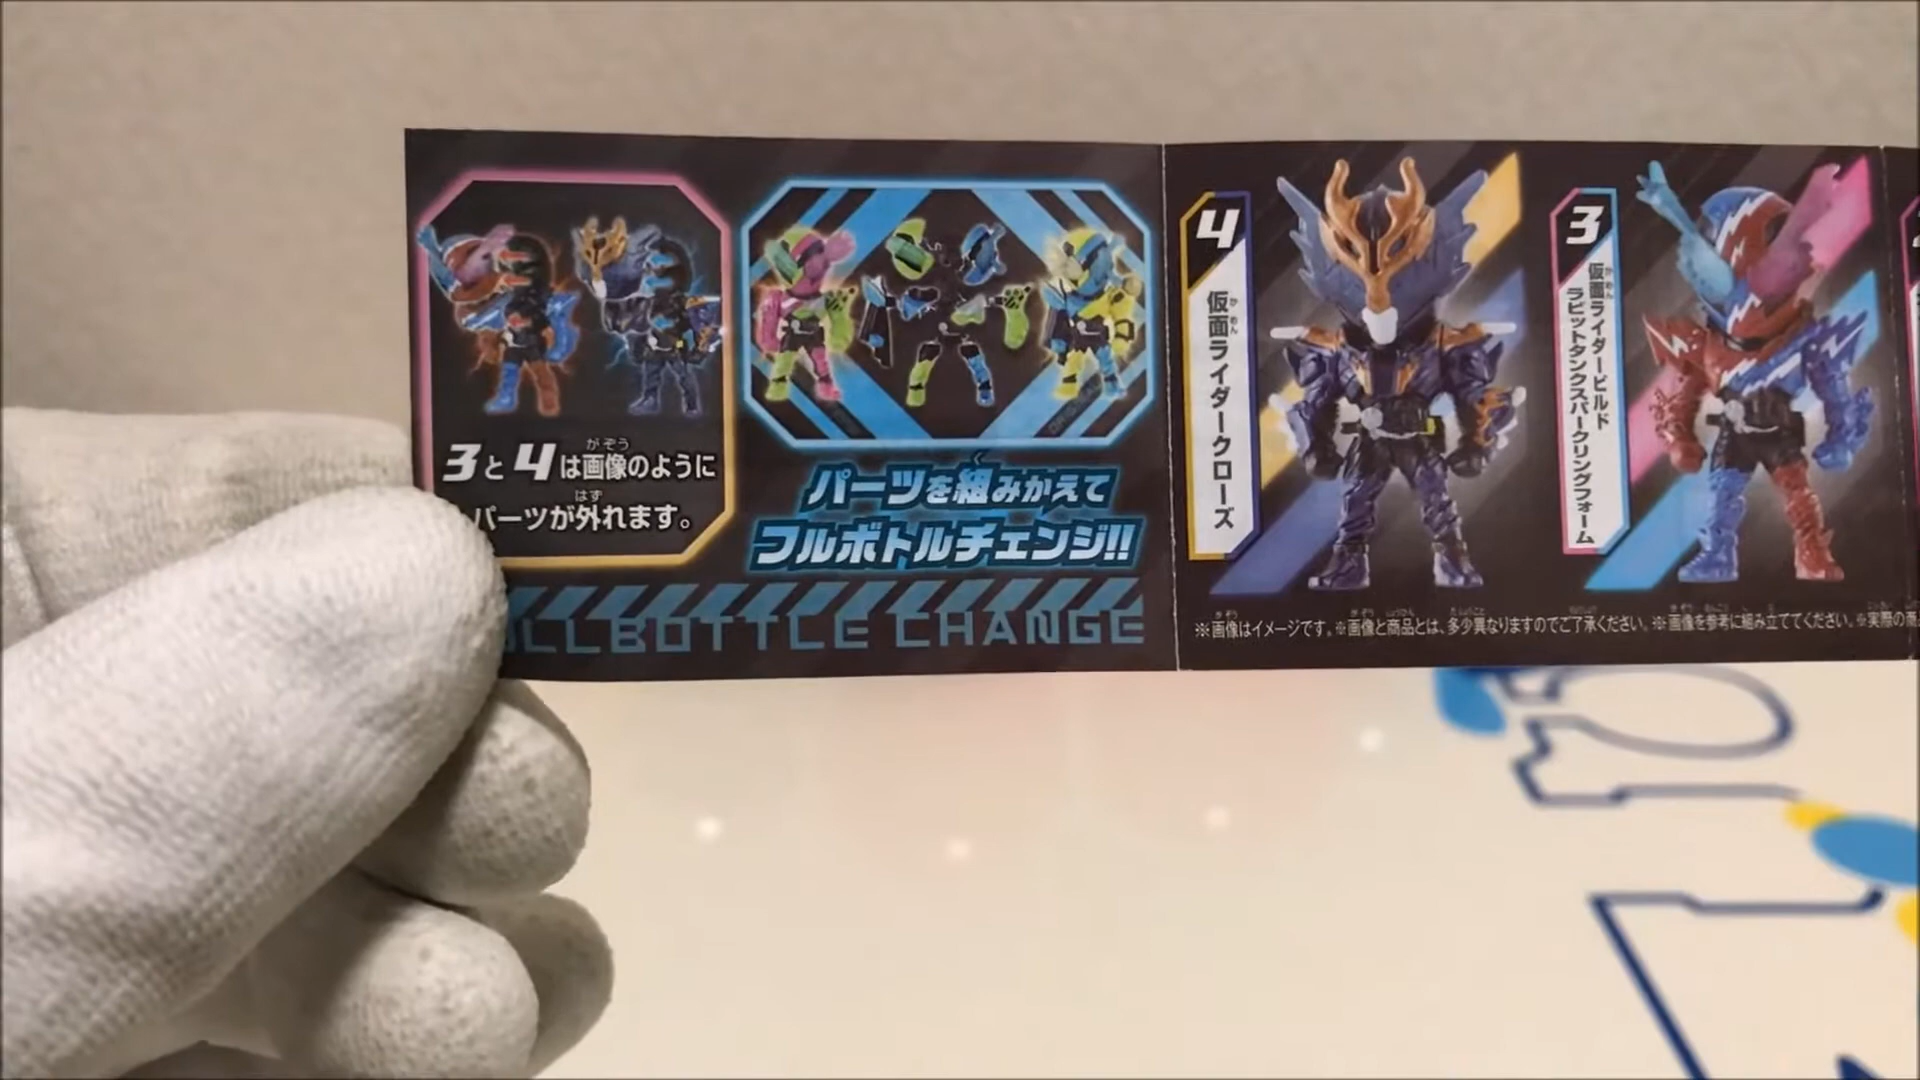 3と4は画像のように
パーツが外れます。
パーツを組みかえて
フルボトルチェンジ!!
LLBOTTLE CHANGE
4
仮面ライダークローズ
3
仮面ライダービルド
ラビットタンクスパークリングフォーム
※画像はイメージです。※画像と商品とは、多少異なりますのでご了承ください。※画像を参考に組み立ててください。※実際の商